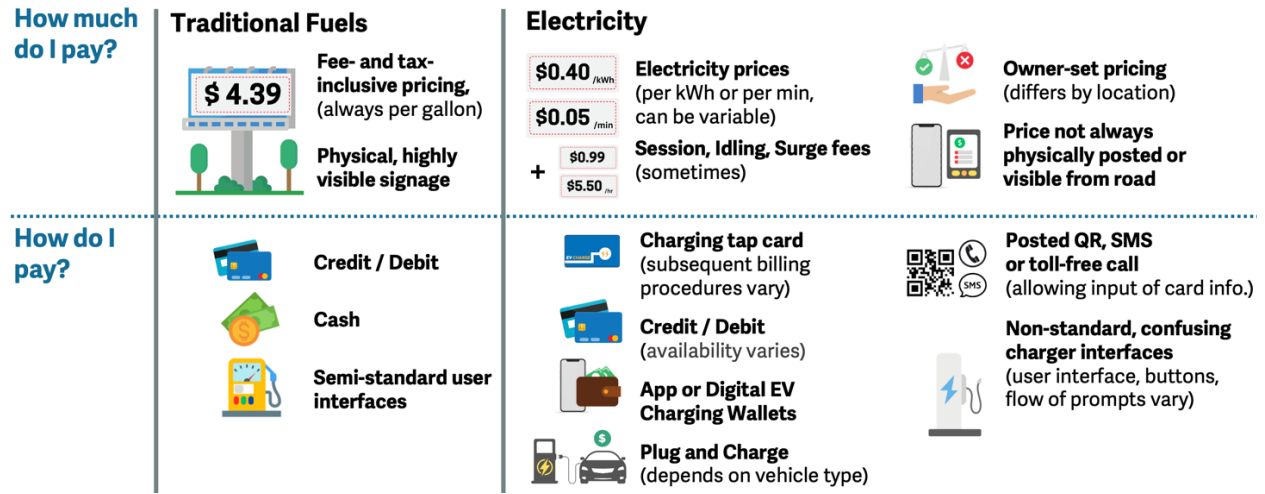 How much
do I pay?
Traditional Fuels
$ 4.39
Fee- and tax-
inclusive pricing,
(always per gallon)
Physical, highly
visible signage
Electricity
$0.40 /kWh
$0.05 /min
+
$0.99
$5.50 /hr
Electricity prices
(per kWh or per min,
can be variable)
Session, Idling, Surge fees
(sometimes)
Owner-set pricing
(differs by location)
$
Price not always
physically posted or
visible from road
How do I
pay?
Credit / Debit
$
Cash
Semi-standard user
interfaces
EV CHARGE
Charging tap card
(subsequent billing
procedures vary)
Credit / Debit
(availability varies)
App or Digital EV
Charging Wallets
$
Plug and Charge
(depends on vehicle type)
SMS
Posted QR, SMS
or toll-free call
(allowing input of card info.)
Non-standard, confusing
charger interfaces
(user interface, buttons,
flow of prompts vary)